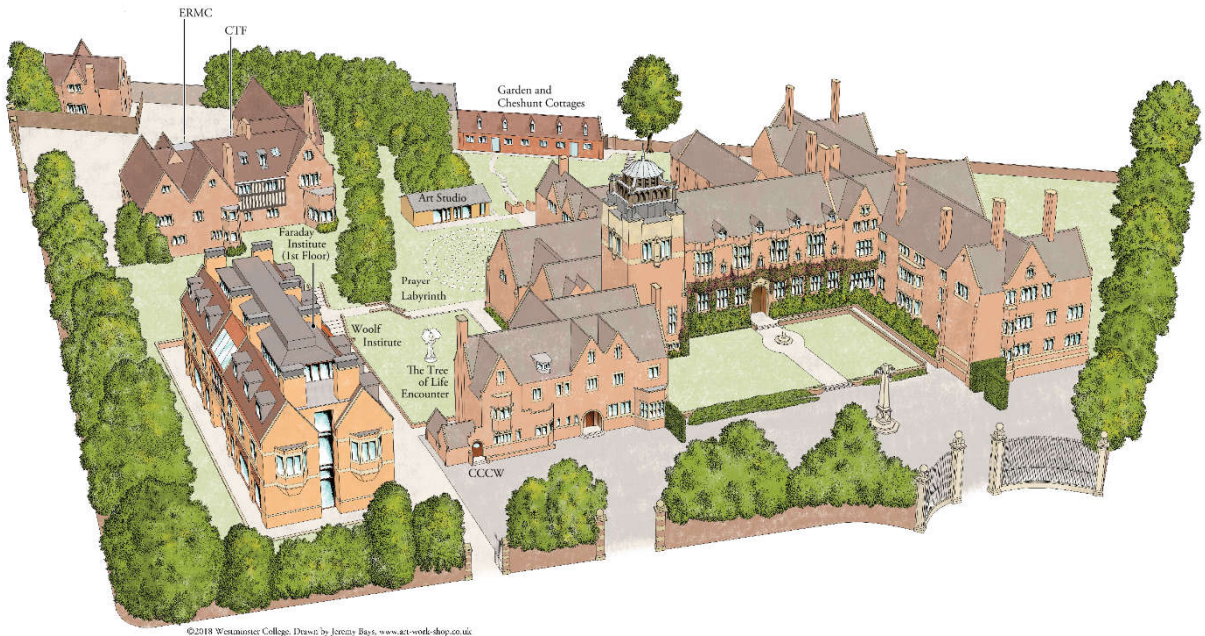 ERMC
CTF
Garden and
Cheshunt Cottages
Art Studio
Faraday
Institute
(1st Floor)
Prayer
Labyrinth
Woolf
Institute
The Tree
of Life
Encounter
CCCW
©2018 Westminster College. Drawn by Jeremy Bays, www.art-work-shop.co.uk